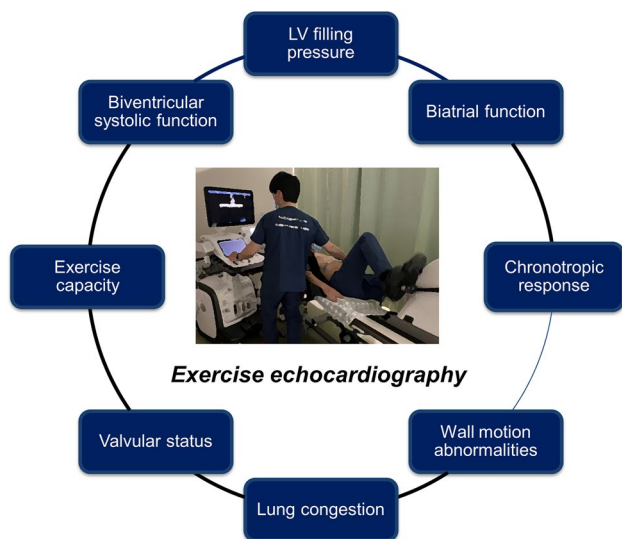 LV filling
pressure
Biatrial function
Chronotropic
response
Wall motion
abnormalities
Lung congestion
Valvular status
Exercise
capacity
Biventricular
systolic function
Exercise echocardiography